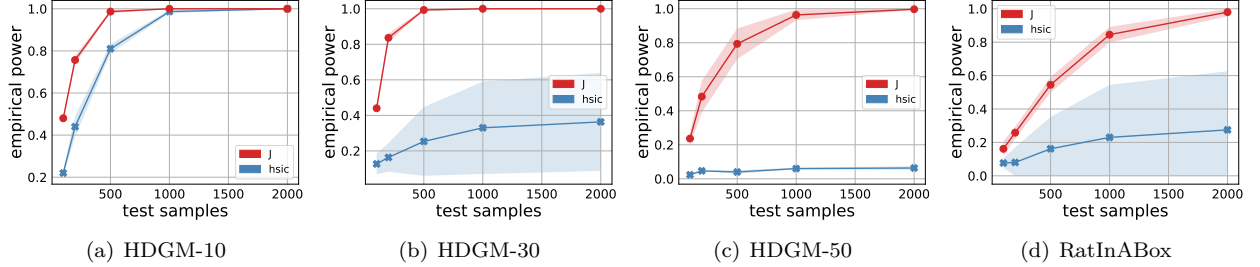 empirical power
1.0
0.8
0.6
0.4
0.2
J
hsic
500 1000 1500 2000
test samples
(a) HDGM-10
empirical power
1.0
0.8
0.6
0.4
0.2
J
hsic
500 1000 1500 2000
test samples
(b) HDGM-30
empirical power
1.0
0.8
0.6
0.4
0.2
0.0
J
hsic
500 1000 1500 2000
test samples
(c) HDGM-50
empirical power
1.0
0.8
0.6
0.4
0.2
0.0
J
hsic
500 1000 1500 2000
test samples
(d) RatInABox